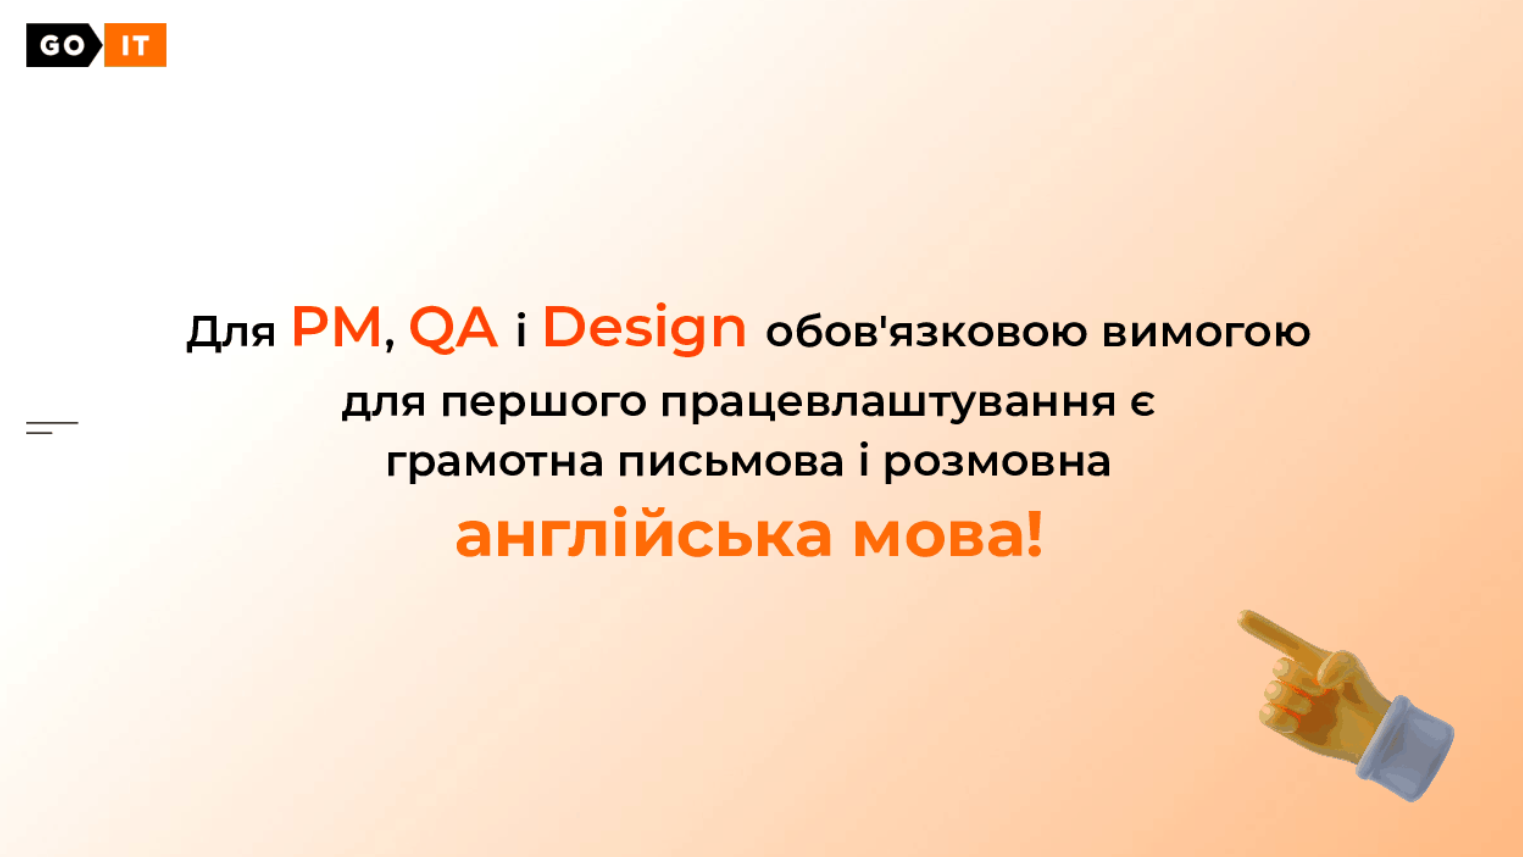 GO IT
Для PM, QA і Design обов'язковою вимогою
для першого працевлаштування є
грамотна письмова і розмовна
англійська мова!